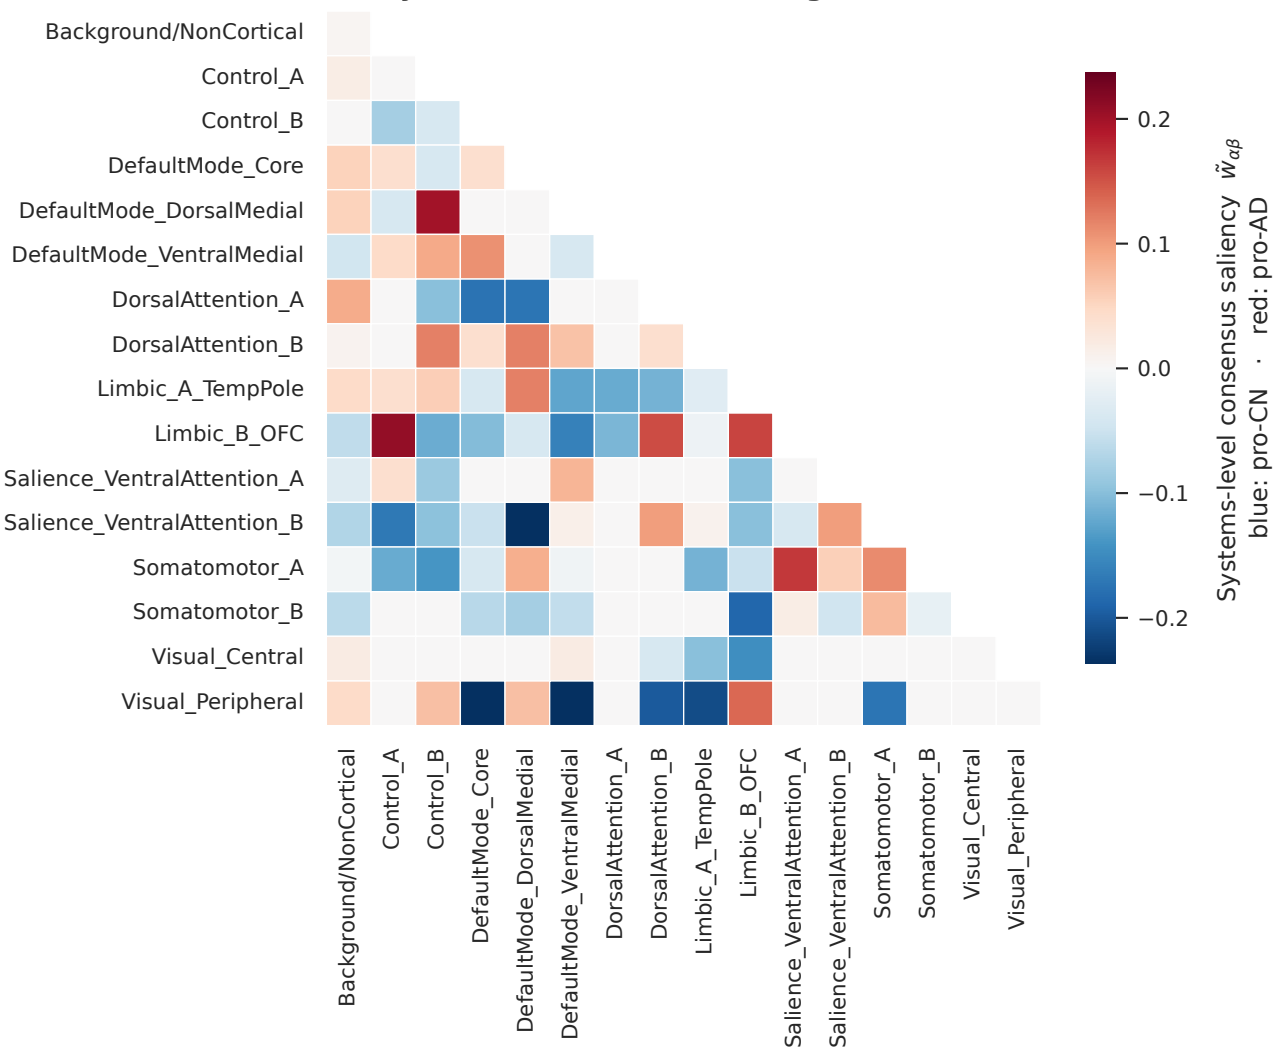 Background/NonCortical
Control_A
Control_B
DefaultMode_Core
DefaultMode_DorsalMedial
DefaultMode_VentralMedial
DorsalAttention_A
DorsalAttention_B
Limbic_A_TempPole
Limbic_B_OFC
Salience_VentralAttention_A
Salience_VentralAttention_B
Somatomotor_A
Somatomotor_B
Visual_Central
Visual_Peripheral
Background/NonCortical
Control_A
Control_B
DefaultMode_Core
DefaultMode_DorsalMedial
DefaultMode_VentralMedial
DorsalAttention_A
DorsalAttention_B
Limbic_A_TempPole
Limbic_B_OFC
Salience_VentralAttention_A
Salience_VentralAttention_B
Somatomotor_A
Somatomotor_B
Visual_Central
Visual_Peripheral
0.2
0.1
0.0
−0.1
−0.2
Systems-level consensus saliency w̃αβ
blue: pro-CN · red: pro-AD